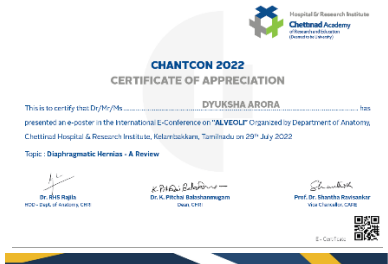 Hospital & Research Institute
Chettinad Academy
of Research and Education
(Deemed to be University)
CHANTCON 2022
CERTIFICATE OF APPRECIATION
This is to certify that Dr/Mr/Ms ........ DYUKSHA ARORA ........ has
presented an e-poster in the International E-Conference on "ALVEOLI" Organized by Department of Anatomy,
Chettinad Hospital & Research Institute, Kelambakkam, Tamilnadu on 29th July 2022
Topic : Diaphragmatic Hernias - A Review
Dr. RHS Rajila
HOD - Dept. of Anatomy, CHRI
K. Pitchai Balashanmugam
Dr. K. Pitchai Balashanmugam
Dean, CHRI
Prof. Dr. Shantha Ravisankar
Vice Chancellor, CARE
E - Certificate